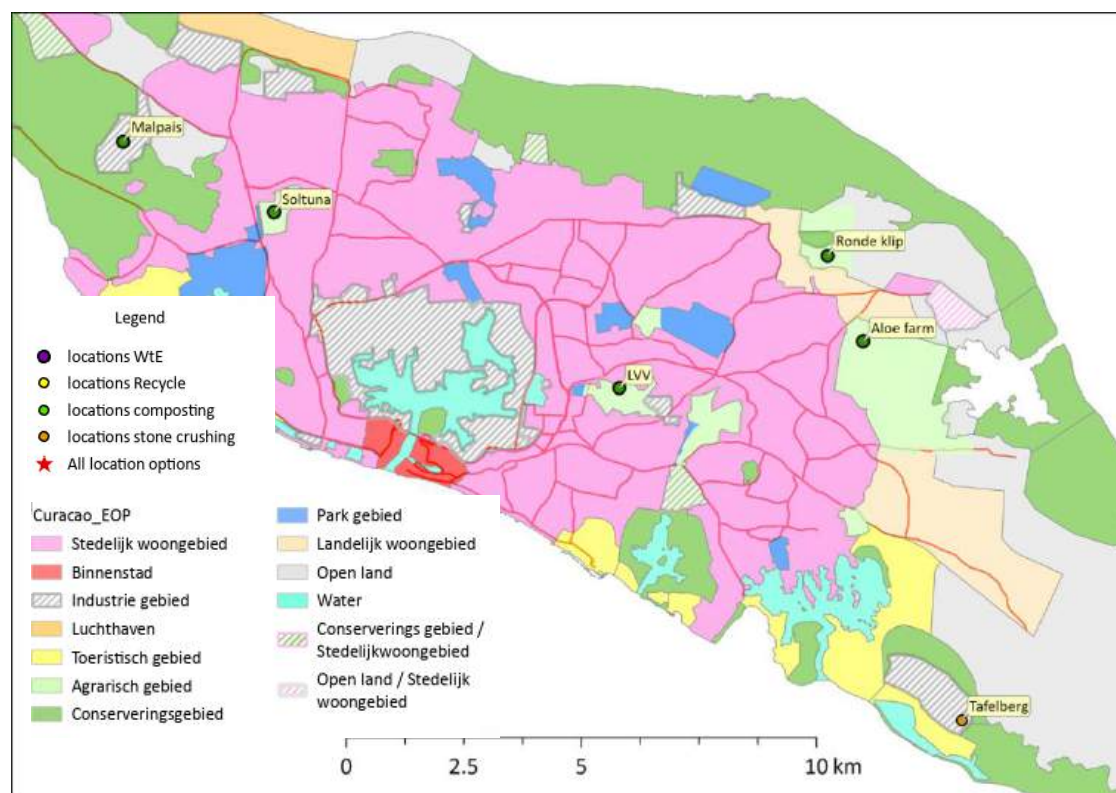 Malpais
Soltuna
Ronde klip
Aloe farm
LVV
Tafelberg
Legend
locations WtE
locations Recycle
locations composting
locations stone crushing
All location options
Curacao_EOP
Stedelijk woongebied
Binnenstad
Industrie gebied
Luchthaven
Toeristisch gebied
Agrarisch gebied
Conserveringsgebied
Park gebied
Landelijk woongebied
Open land
Water
Conserverings gebied /
Stedelijkwoongebied
Open land / Stedelijk
woongebied
0 2.5 5 10 km